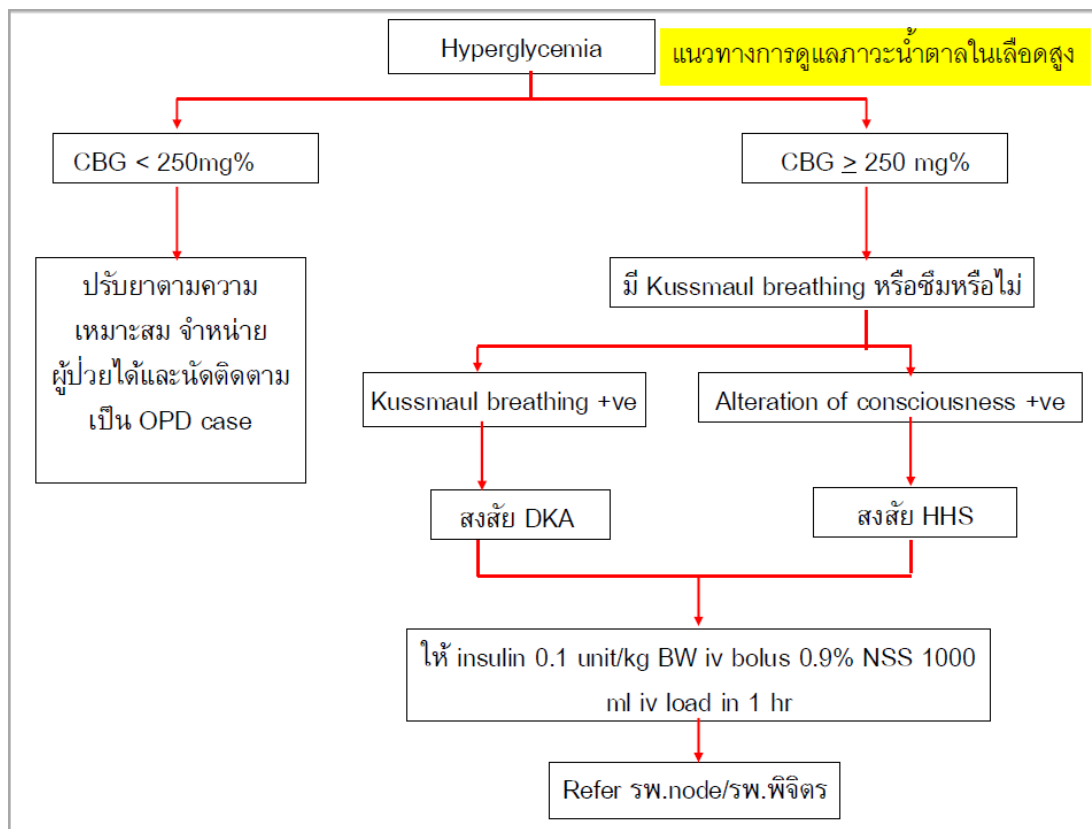 Hyperglycemia
แนวทางการดูแลภาวะน้ำตาลในเลือดสูง
CBG < 250mg%
CBG ≥ 250 mg%
ปรับยาตามความ
เหมาะสม จำหน่าย
ผู้ป่วยได้และนัดติดตาม
เป็น OPD case
มี Kussmaul breathing หรือซึมหรือไม่
Kussmaul breathing +ve
Alteration of consciousness +ve
สงสัย DKA
สงสัย HHS
ให้ insulin 0.1 unit/kg BW iv bolus 0.9% NSS 1000
ml iv load in 1 hr
Refer รพ.node/รพ.พิจิตร